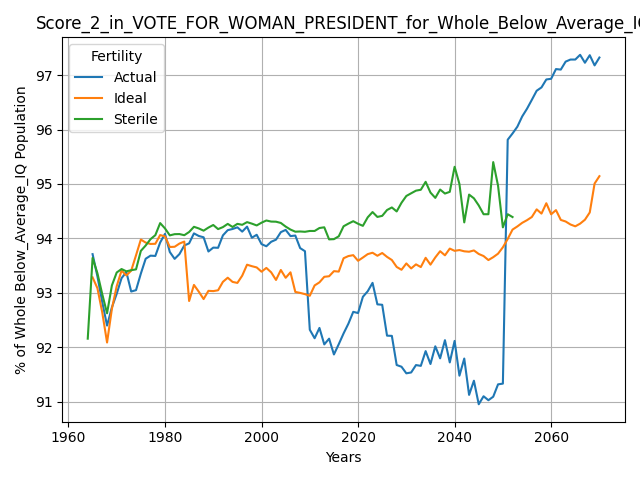 Score_2_in_VOTE_FOR_WOMAN_PRESIDENT_for_Whole_Below_Average_IQ
Fertility
Actual
Ideal
Sterile
% of Whole Below_Average_IQ Population
97
96
95
94
93
92
91
1960
1980
2000
2020
2040
2060
Years